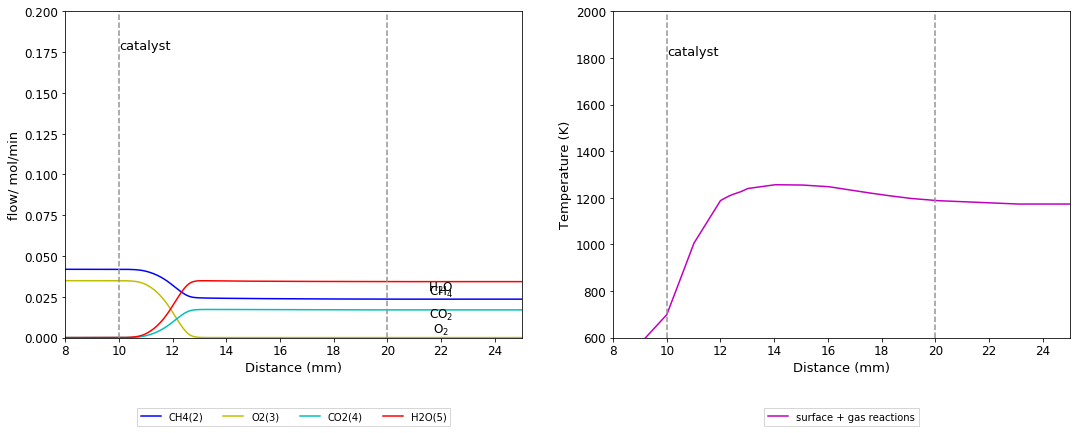 0.200
0.175
0.150
0.125
0.100
0.075
0.050
0.025
0.000
flow/ mol/min
catalyst
H₂O
CH₄
CO₂
O₂
8 10 12 14 16 18 20 22 24
Distance (mm)
CH4(2) O2(3) CO2(4) H2O(5)
2000
1800
1600
1400
1200
1000
800
600
Temperature (K)
catalyst
8 10 12 14 16 18 20 22 24
Distance (mm)
surface + gas reactions